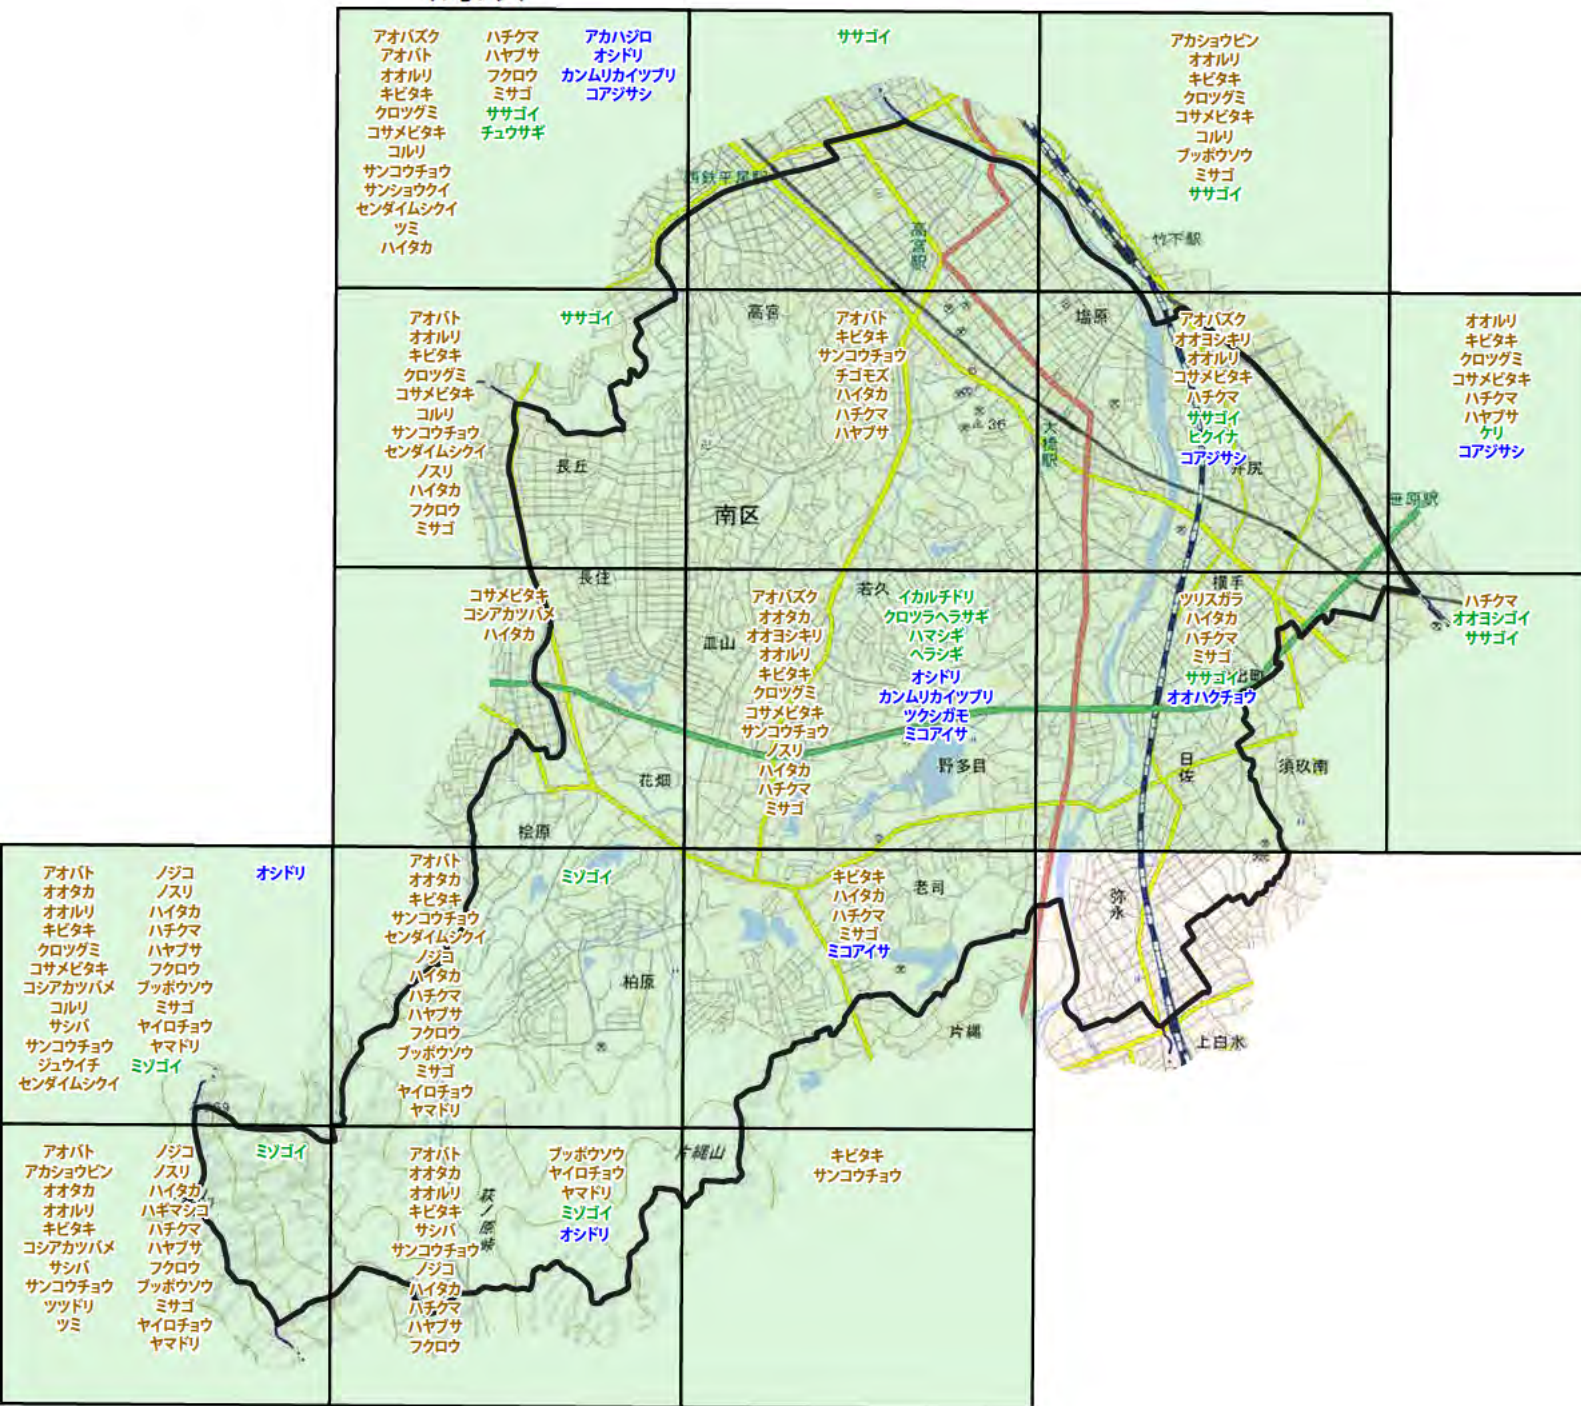 アオバズク
アオバト
オオルリ
キビタキ
クロツグミ
コサメビタキ
コルリ
サンコウチョウ
サンショウクイ
センダイムシクイ
ツミ
ハイタカ
ハチクマ
ハヤブサ
フクロウ
ミサゴ
ササゴイ
チュウサギ
アカハジロ
オシドリ
カンムリカイツブリ
コアジサシ
ササゴイ
西鉄平尾駅
高宮駅
アカショウビン
オオルリ
キビタキ
クロツグミ
コサメビタキ
コルリ
ブッポウソウ
ミサゴ
ササゴイ
竹下駅
アオバト
オオルリ
キビタキ
クロツグミ
コサメビタキ
コルリ
サンコウチョウ
センダイムシクイ
ノスリ
ハイタカ
フクロウ
ミサゴ
ササゴイ
長丘
高宮
アオバト
キビタキ
サンコウチョウ
チゴモズ
ハイタカ
ハチクマ
ハヤブサ
南区
36
塩原
大橋駅
アオバズク
オオヨシキリ
オオルリ
コサメビタキ
ハチクマ
ササゴイ
ヒクイナ
コアジサシ
井尻
オオルリ
キビタキ
クロツグミ
コサメビタキ
ハチクマ
ハヤブサ
ケリ
コアジサシ
笹原駅
長住
コサメビタキ
コシアカツバメ
ハイタカ
花畑
桧原
若久
皿山
アオバズク
オオタカ
オオヨシキリ
オオルリ
キビタキ
クロツグミ
コサメビタキ
サンコウチョウ
ノスリ
ハイタカ
ハチクマ
ミサゴ
イカルチドリ
クロツラヘラサギ
ハマシギ
ヘラシギ
オシドリ
カンムリカイツブリ
ツクシガモ
ミコアイサ
野多目
横手
ツリスガラ
ハイタカ
ハチクマ
ミサゴ
ササゴイ
オオハクチョウ
日佐
須玖南
ハチクマ
オオヨシゴイ
ササゴイ
アオバト
オオタカ
オオルリ
キビタキ
クロツグミ
コサメビタキ
コシアカツバメ
コルリ
サシバ
サンコウチョウ
ジュウイチ
センダイムシクイ
ノジコ
ノスリ
ハイタカ
ハチクマ
ハヤブサ
フクロウ
ブッポウソウ
ミサゴ
ヤイロチョウ
ヤマドリ
ミゾゴイ
オシドリ
アオバト
オオタカ
キビタキ
サンコウチョウ
センダイムシクイ
ノジコ
ハイタカ
ハチクマ
ハヤブサ
フクロウ
ブッポウソウ
ミサゴ
ヤイロチョウ
ヤマドリ
ミゾゴイ
柏原
キビタキ
ハイタカ
ハチクマ
ミサゴ
ミコアイサ
老司
片縄
弥永
上白水
アオバト
アカショウビン
オオタカ
オオルリ
キビタキ
コシアカツバメ
サシバ
サンコウチョウ
ツツドリ
ツミ
ノジコ
ノスリ
ハイタカ
ハギマシコ
ハチクマ
ハヤブサ
フクロウ
ブッポウソウ
ミサゴ
ヤイロチョウ
ヤマドリ
ミゾゴイ
アオバト
オオタカ
オオルリ
キビタキ
サシバ
サンコウチョウ
ノジコ
ハイタカ
ハチクマ
ハヤブサ
フクロウ
荻ノ原峠
ブッポウソウ
ヤイロチョウ
ヤマドリ
ミゾゴイ
オシドリ
片縄山
キビタキ
サンコウチョウ